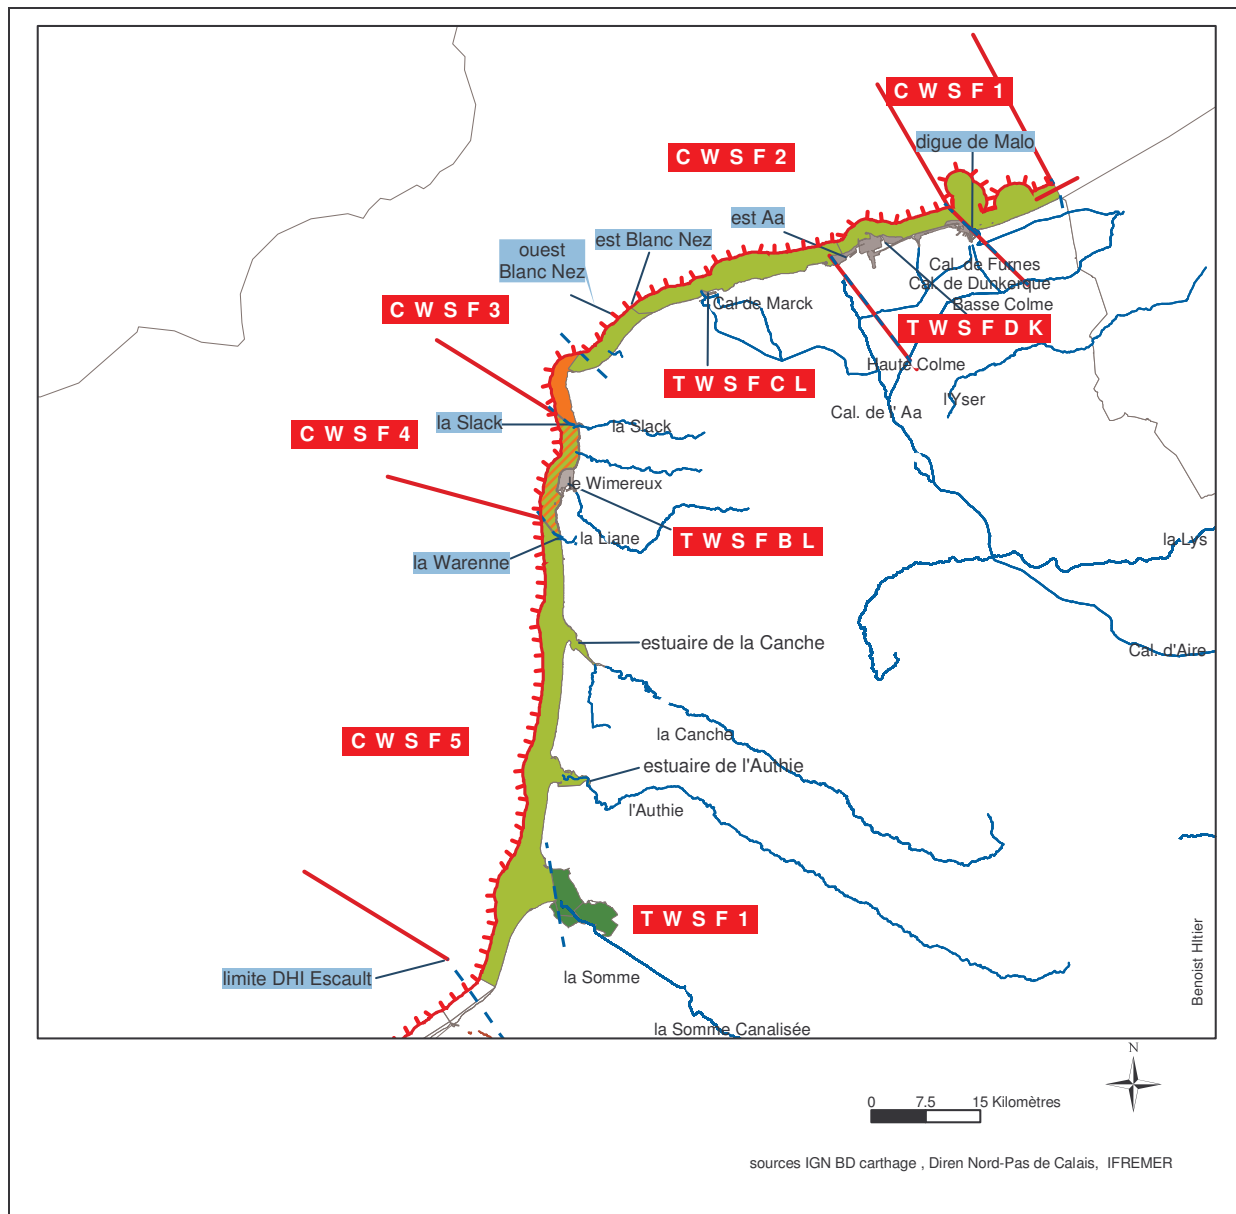 C W S F 1
digue de Malo
C W S F 2
est Aa
est Blanc Nez
ouest
Blanc Nez
Cal. de Furnes
Cal. de Dunkerque
Basse Colme
Cal de Marck
C W S F 3
T W S F D K
Haute Colme
T W S F C L
l'Yser
Cal. de l' Aa
la Slack
la Slack
C W S F 4
le Wimereux
la Liane
T W S F B L
la Lys
la Warenne
estuaire de la Canche
Cal. d'Aire
la Canche
C W S F 5
estuaire de l'Authie
l'Authie
T W S F 1
limite DHI Escault
la Somme
la Somme Canalisée
Benoist HItier
N
0 7.5 15 Kilomètres
sources IGN BD carthage , Diren Nord-Pas de Calais, IFREMER